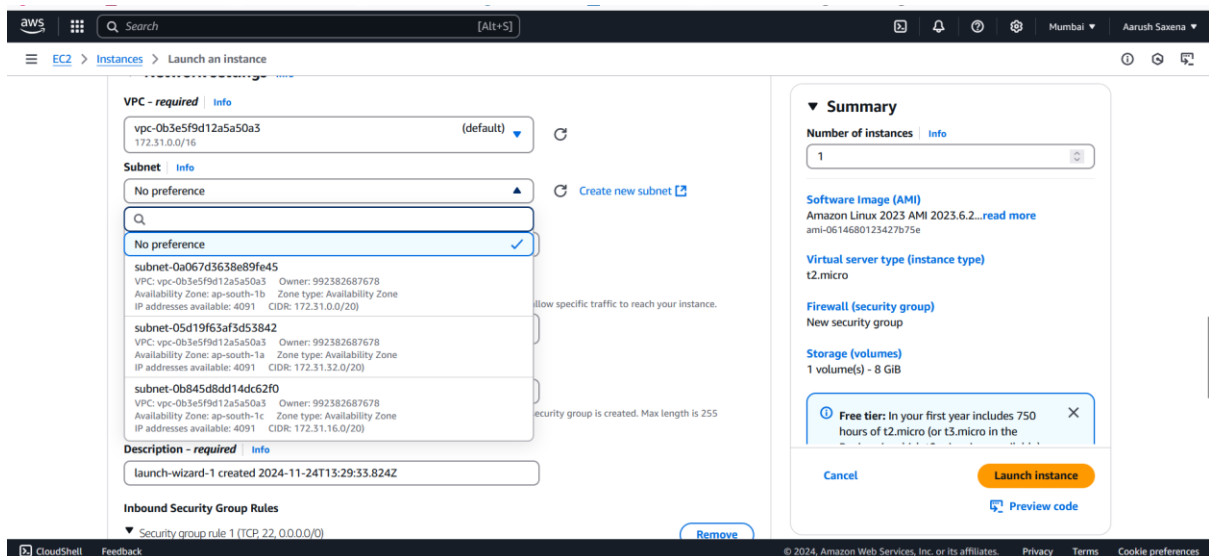 aws
Search
[Alt+S]
Mumbai
Aarush Saxena
EC2 > Instances > Launch an instance
VPC - required Info
vpc-0b3e5f9d12a5a50a3 (default)
172.31.0.0/16
Subnet Info
No preference
Create new subnet
No preference
subnet-0a067d3638e89fe45
VPC: vpc-0b3e5f9d12a5a50a3 Owner: 992382687678
Availability Zone: ap-south-1b Zone type: Availability Zone
IP addresses available: 4091 CIDR: 172.31.0.0/20)
llow specific traffic to reach your instance.
subnet-05d19f63af3d53842
VPC: vpc-0b3e5f9d12a5a50a3 Owner: 992382687678
Availability Zone: ap-south-1a Zone type: Availability Zone
IP addresses available: 4091 CIDR: 172.31.32.0/20)
subnet-0b845d8dd14dc62f0
VPC: vpc-0b3e5f9d12a5a50a3 Owner: 992382687678
Availability Zone: ap-south-1c Zone type: Availability Zone
IP addresses available: 4091 CIDR: 172.31.16.0/20)
ecurity group is created. Max length is 255
Description - required Info
launch-wizard-1 created 2024-11-24T13:29:33.824Z
Inbound Security Group Rules
Security group rule 1 (TCP, 22, 0.0.0.0/0)
Remove
Summary
Number of instances Info
1
Software Image (AMI)
Amazon Linux 2023 AMI 2023.6.2...read more
ami-0614680123427b75e
Virtual server type (instance type)
t2.micro
Firewall (security group)
New security group
Storage (volumes)
1 volume(s) - 8 GiB
Free tier: In your first year includes 750
hours of t2.micro (or t3.micro in the
Cancel
Launch instance
Preview code
CloudShell Feedback
© 2024, Amazon Web Services, Inc. or its affiliates. Privacy Terms Cookie preferences